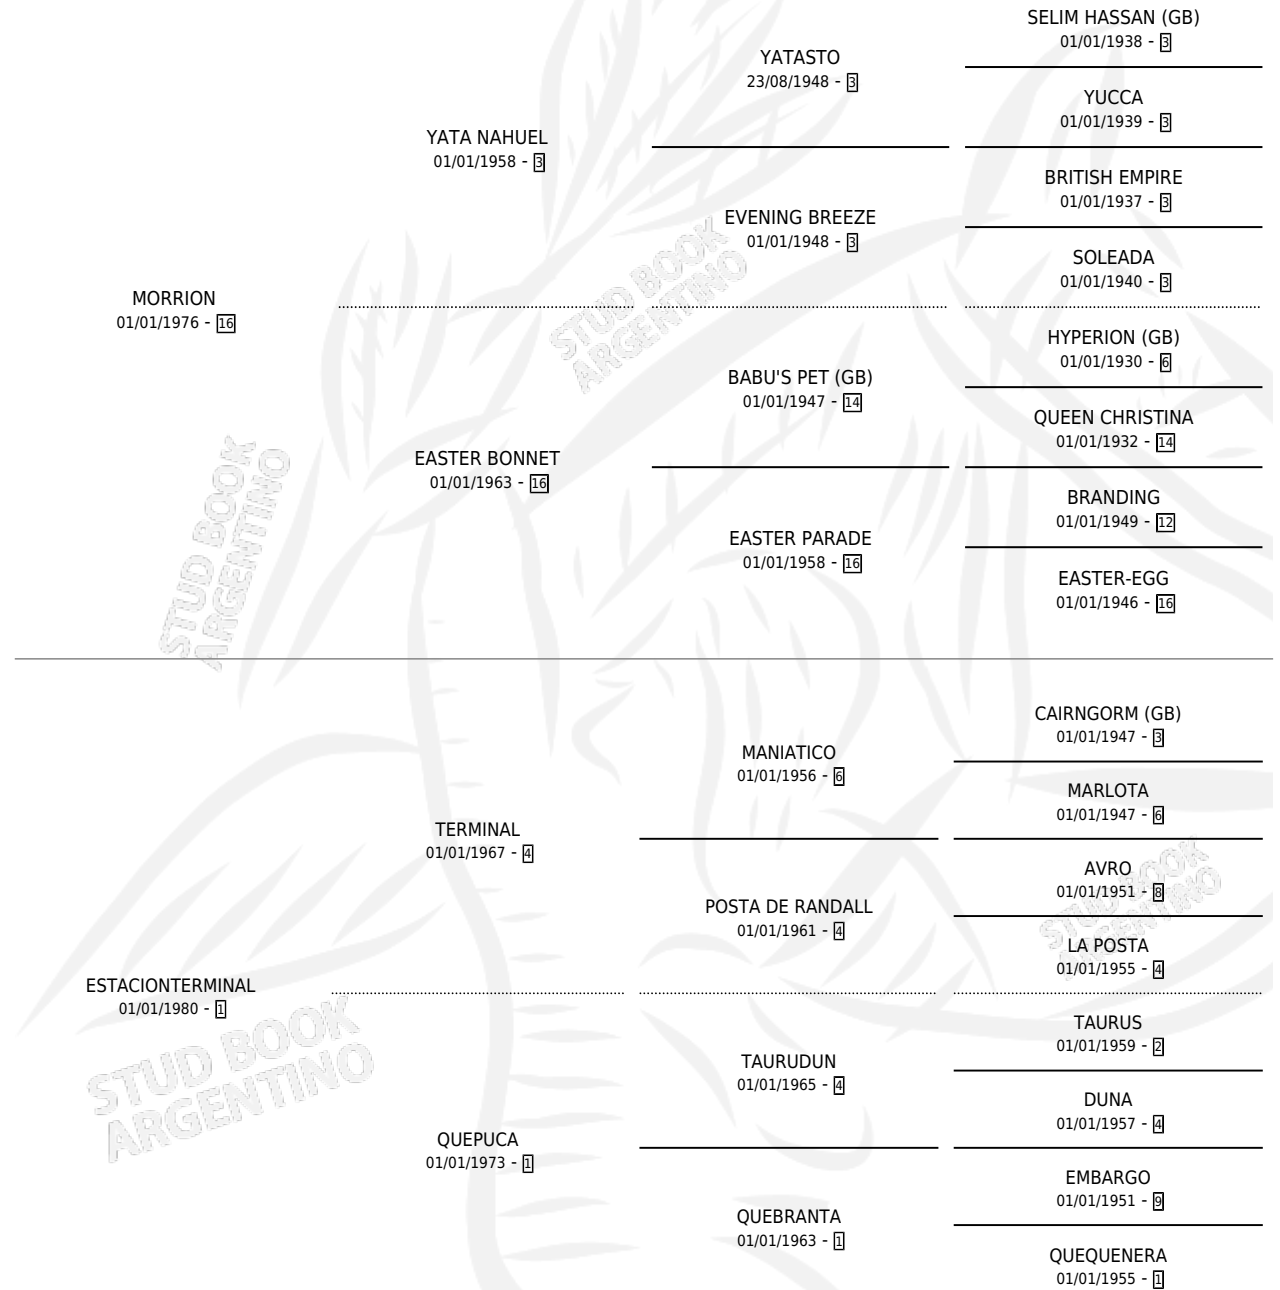 SELIM HASSAN (GB)
01/01/1938 - 3
YATASTO
23/08/1948 - 3
YUCCA
01/01/1939 - 3
YATA NAHUEL
01/01/1958 - 3
BRITISH EMPIRE
01/01/1937 - 3
EVENING BREEZE
01/01/1948 - 3
SOLEADA
01/01/1940 - 3
MORRION
01/01/1976 - 16
HYPERION (GB)
01/01/1930 - 6
BABU'S PET (GB)
01/01/1947 - 14
QUEEN CHRISTINA
01/01/1932 - 14
EASTER BONNET
01/01/1963 - 16
BRANDING
01/01/1949 - 12
EASTER PARADE
01/01/1958 - 16
EASTER-EGG
01/01/1946 - 16
CAIRNGORM (GB)
01/01/1947 - 3
MANIATICO
01/01/1956 - 6
MARLOTA
01/01/1947 - 6
TERMINAL
01/01/1967 - 4
AVRO
01/01/1951 - 8
POSTA DE RANDALL
01/01/1961 - 4
LA POSTA
01/01/1955 - 4
ESTACIONTERMINAL
01/01/1980 - 1
TAURUS
01/01/1959 - 2
TAURUDUN
01/01/1965 - 4
DUNA
01/01/1957 - 4
QUEPUCA
01/01/1973 - 1
EMBARGO
01/01/1951 - 9
QUEBRANTA
01/01/1963 - 1
QUEQUENERA
01/01/1955 - 1
STUD BOOK
ARGENTINO
STUD BOOK
ARGENTINO
STUD BOOK
ARGENTINO
STUD BOOK
ARGENTINO